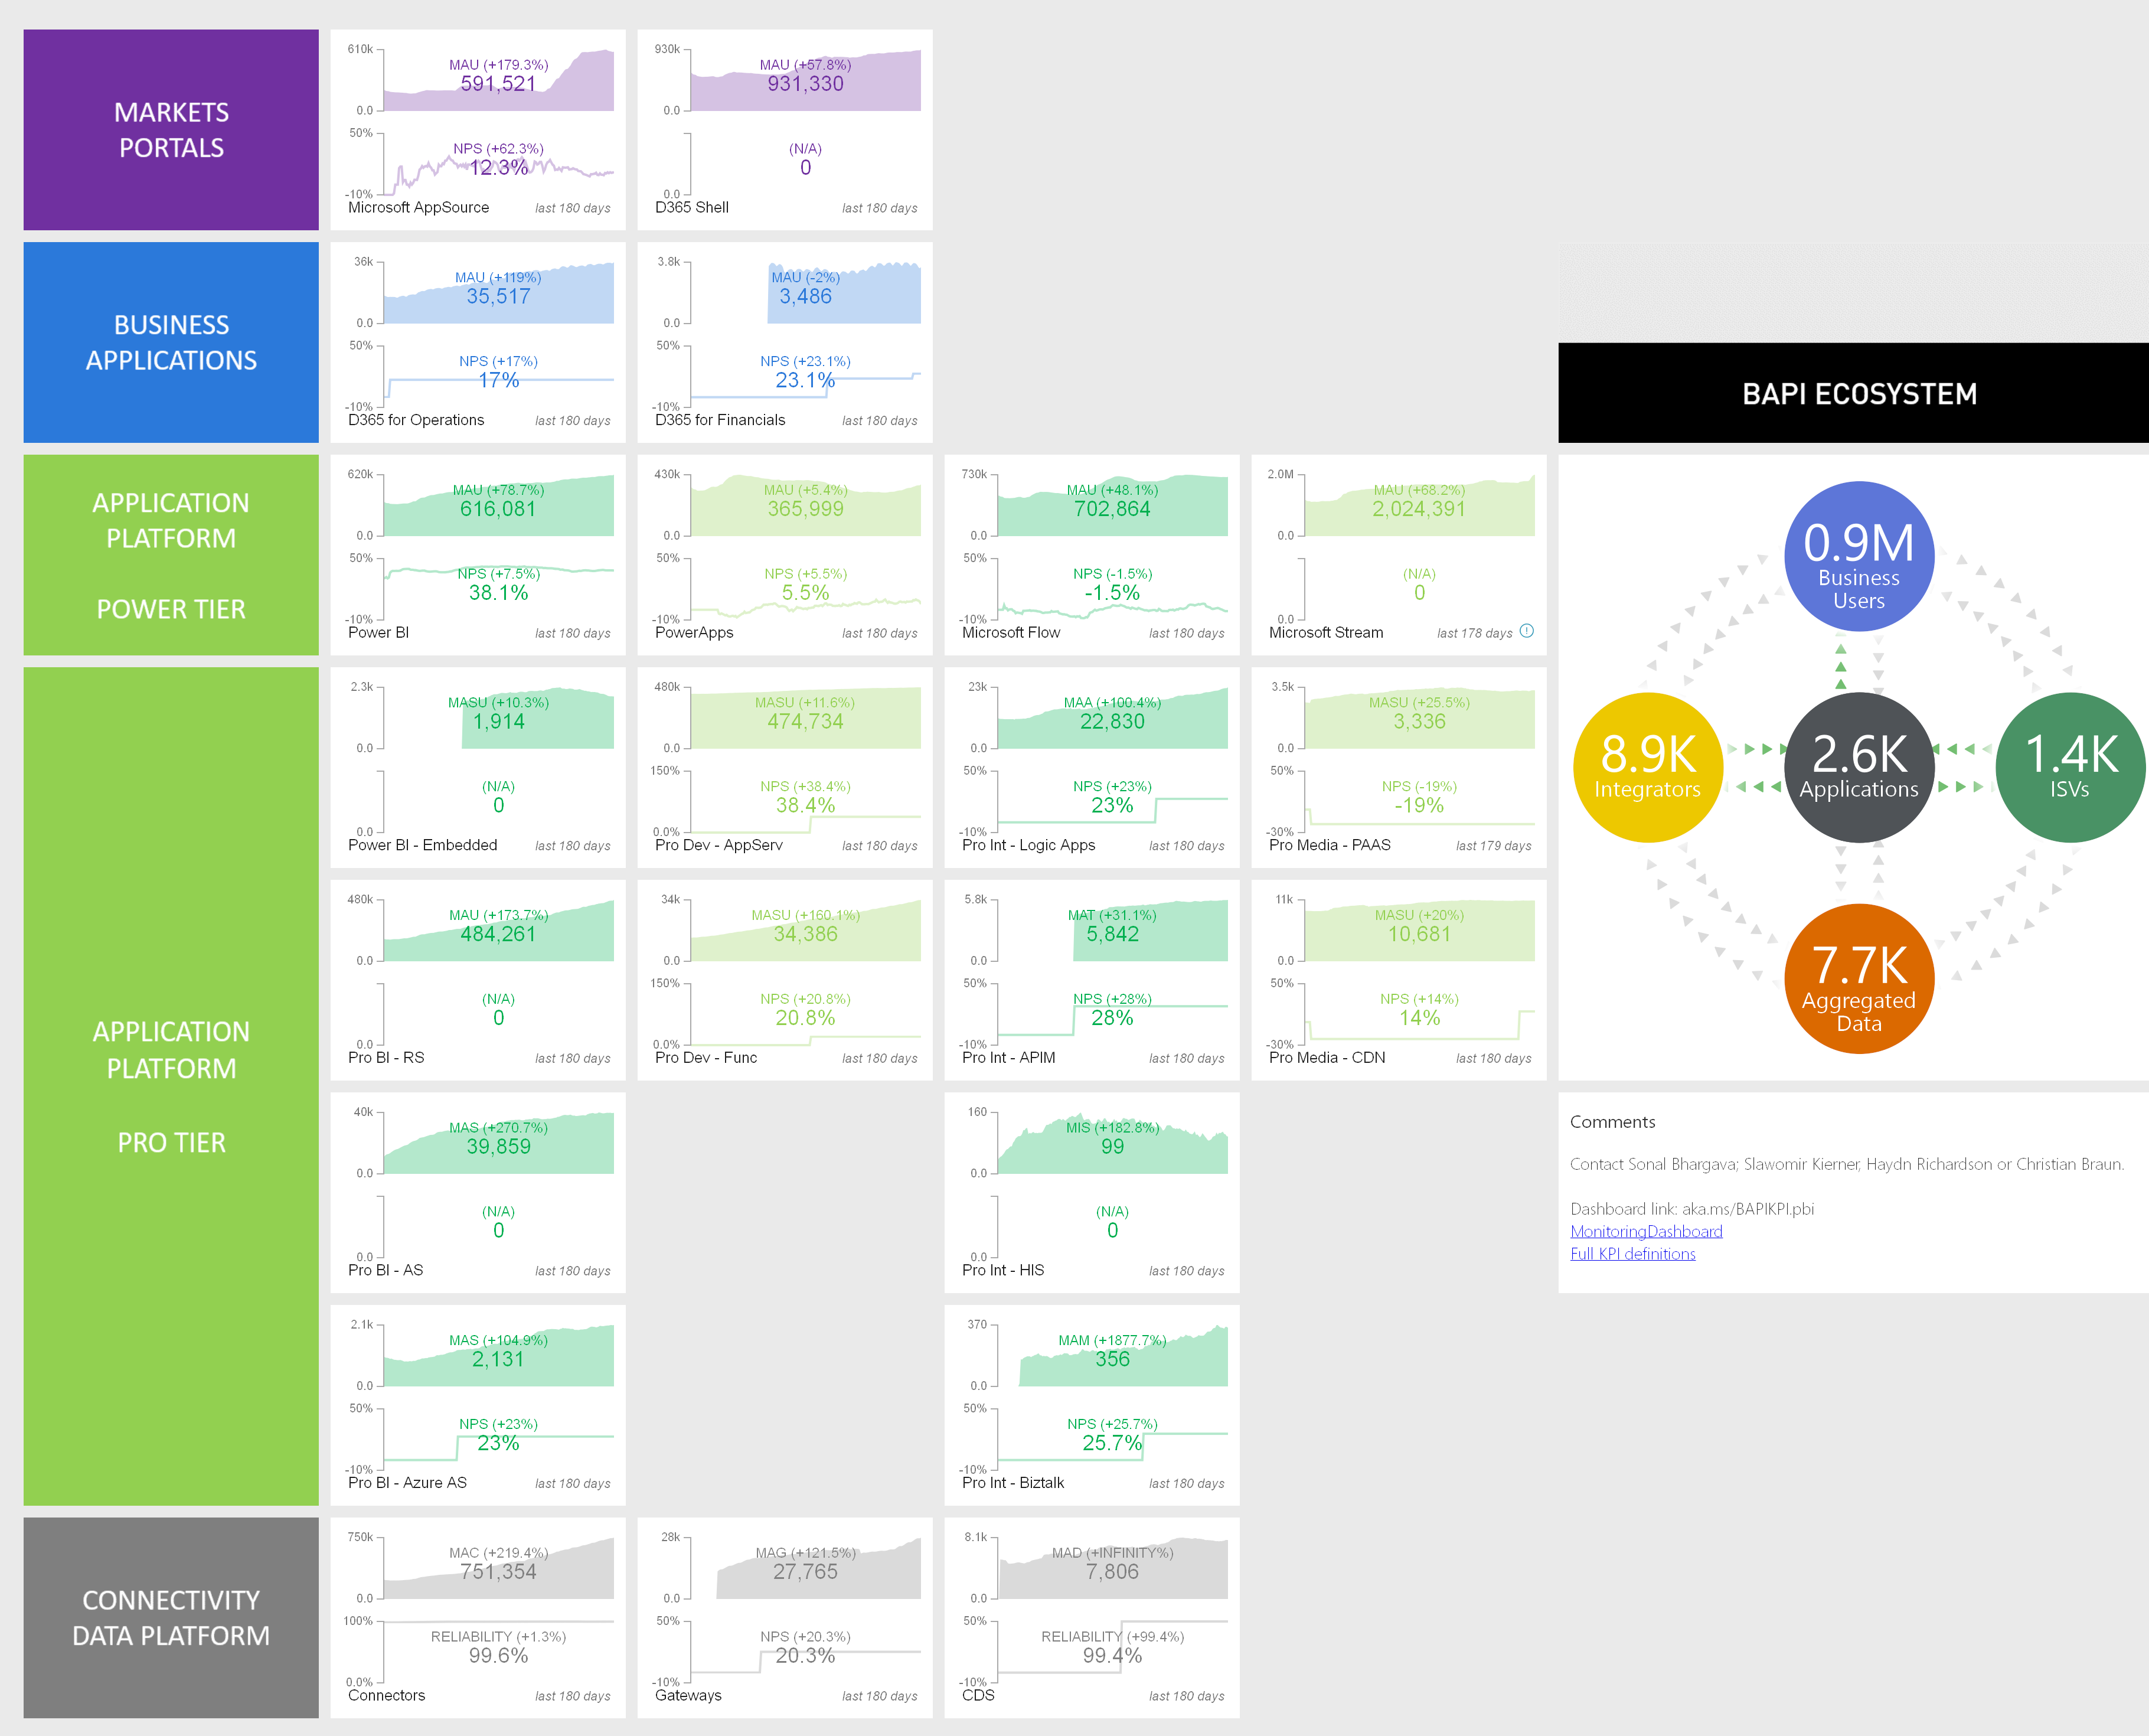 MARKETS
PORTALS
610k
MAU (+179.3%)
591,521
0.0
50%
NPS (+62.3%)
12.3%
-10%
Microsoft AppSource
last 180 days
930k
MAU (+57.8%)
931,330
0.0
(N/A)
0
0.0
D365 Shell
last 180 days
BUSINESS
APPLICATIONS
36k
MAU (+119%)
35,517
0.0
50%
NPS (+17%)
17%
-10%
D365 for Operations
last 180 days
3.8k
MAU (-2%)
3,486
0.0
50%
NPS (+23.1%)
23.1%
-10%
D365 for Financials
last 180 days
BAPI ECOSYSTEM
APPLICATION
PLATFORM
POWER TIER
620k
MAU (+78.7%)
616,081
0.0
50%
NPS (+7.5%)
38.1%
-10%
Power BI
last 180 days
430k
MAU (+5.4%)
365,999
0.0
50%
NPS (+5.5%)
5.5%
-10%
PowerApps
last 180 days
730k
MAU (+48.1%)
702,864
0.0
50%
NPS (-1.5%)
-1.5%
-10%
Microsoft Flow
last 180 days
2.0M
MAU (+68.2%)
2,024,391
0.0
(N/A)
0
0.0
Microsoft Stream
last 178 days
APPLICATION
PLATFORM
PRO TIER
2.3k
MASU (+10.3%)
1,914
0.0
(N/A)
0
0.0
Power BI - Embedded
last 180 days
480k
MASU (+11.6%)
474,734
0.0
150%
NPS (+38.4%)
38.4%
0.0%
Pro Dev - AppServ
last 180 days
23k
MAA (+100.4%)
22,830
0.0
50%
NPS (+23%)
23%
-10%
Pro Int - Logic Apps
last 180 days
3.5k
MASU (+25.5%)
3,336
0.0
50%
NPS (-19%)
-19%
-30%
Pro Media - PAAS
last 179 days
480k
MAU (+173.7%)
484,261
0.0
(N/A)
0
0.0
Pro BI - RS
last 180 days
34k
MASU (+160.1%)
34,386
0.0
150%
NPS (+20.8%)
20.8%
0.0%
Pro Dev - Func
last 180 days
5.8k
MAT (+31.1%)
5,842
0.0
50%
NPS (+28%)
28%
-10%
Pro Int - APIM
last 180 days
11k
MASU (+20%)
10,681
0.0
50%
NPS (+14%)
14%
-30%
Pro Media - CDN
last 180 days
40k
MAS (+270.7%)
39,859
0.0
(N/A)
0
0.0
Pro BI - AS
last 180 days
160
MIS (+182.8%)
99
0.0
(N/A)
0
0.0
Pro Int - HIS
last 180 days
2.1k
MAS (+104.9%)
2,131
0.0
50%
NPS (+23%)
23%
-10%
Pro BI - Azure AS
last 180 days
370
MAM (+1877.7%)
356
0.0
50%
NPS (+25.7%)
25.7%
-10%
Pro Int - Biztalk
last 180 days
CONNECTIVITY
DATA PLATFORM
750k
MAC (+219.4%)
751,354
0.0
100%
RELIABILITY (+1.3%)
99.6%
0.0%
Connectors
last 180 days
28k
MAG (+121.5%)
27,765
0.0
50%
NPS (+20.3%)
20.3%
-10%
Gateways
last 180 days
8.1k
MAD (+INFINITY%)
7,806
0.0
50%
RELIABILITY (+99.4%)
99.4%
-10%
CDS
last 180 days
0.9M
Business
Users
8.9K
Integrators
2.6K
Applications
1.4K
ISVs
7.7K
Aggregated
Data
Comments
Contact Sonal Bhargava; Slawomir Kierner, Haydn Richardson or Christian Braun.
Dashboard link: aka.ms/BAPIKPI.pbi
MonitoringDashboard
Full KPI definitions